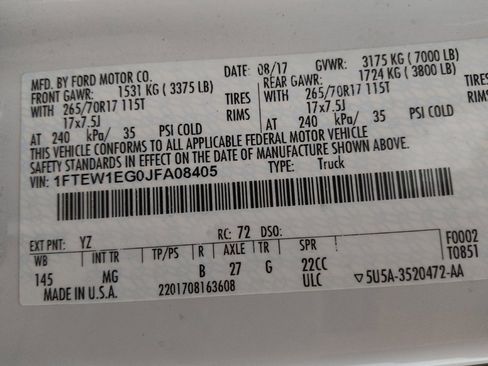 MFD. BY FORD MOTOR CO.
DATE: 08/17 GVWR: 3175 KG ( 7000 LB)
FRONT GAWR: 1531 KG ( 3375 LB) REAR GAWR: 1724 KG ( 3800 LB)
WITH 265/70R17 115T TIRES WITH 265/70R17 115T TIRES
17x7.5J RIMS 17x7.5J RIMS
AT 240 kPa/ 35 PSI COLD AT 240 kPa/ 35 PSI COLD
THIS VEHICLE CONFORMS TO ALL APPLICABLE FEDERAL MOTOR VEHICLE
SAFETY STANDARDS IN EFFECT ON THE DATE OF MANUFACTURE SHOWN ABOVE.
VIN: 1FTEW1EG0JFA08405 TYPE: Truck
EXT PNT: YZ RC: 72 DSO: F0002
WB INT TR TP/PS R AXLE TR SPR T0851
145 MG B 27 G 22CC
MADE IN U.S.A. 2201708163608 ULC ▽5U5A-3520472-AA